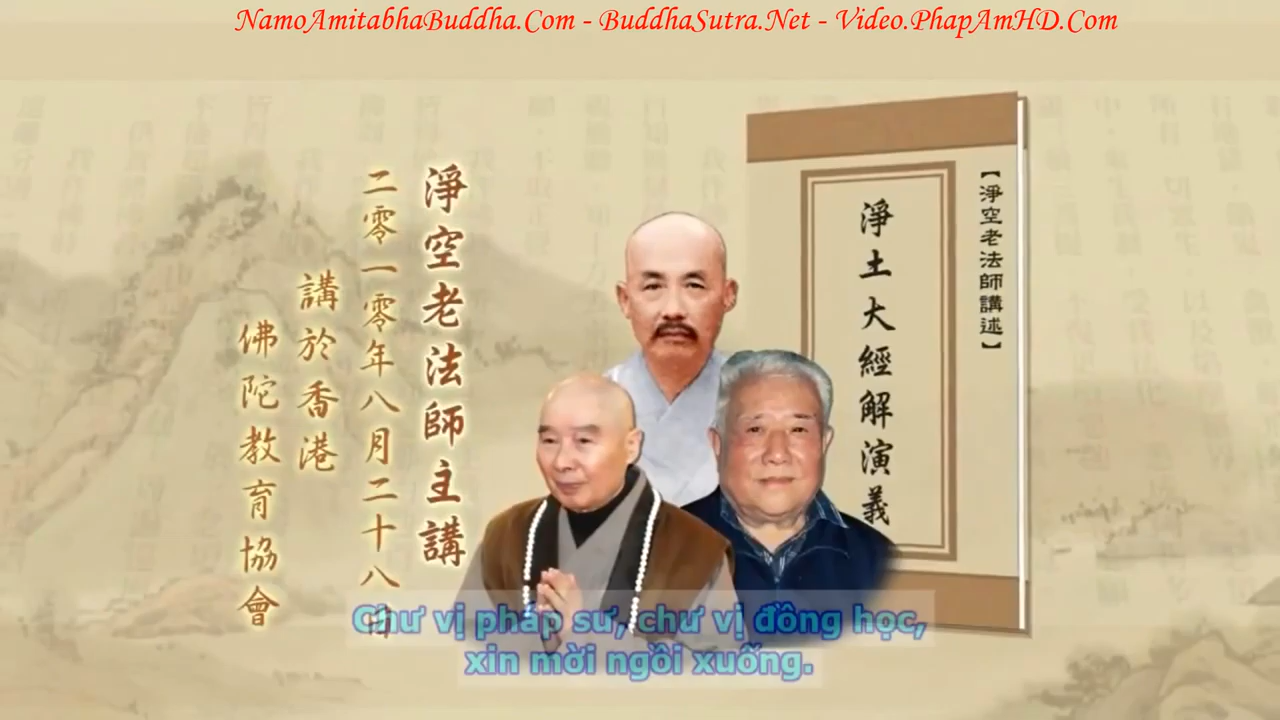 NamoAmitabhaBuddha.Com - BuddhaSutra.Net - Video.PhapAmHD.Com
【淨空老法師講述】
淨土大經解演義
淨空老法師主講
二零一零年八月二十八日
講於香港
佛陀教育協會
Chư vị pháp sư, chư vị đồng học,
xin mời ngồi xuống.